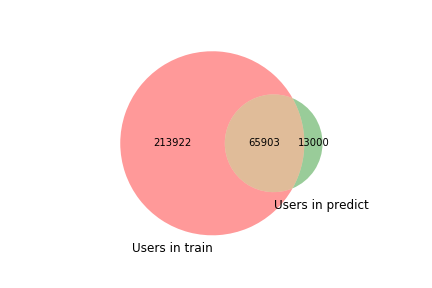 213922 65903 13000
Users in predict
Users in train